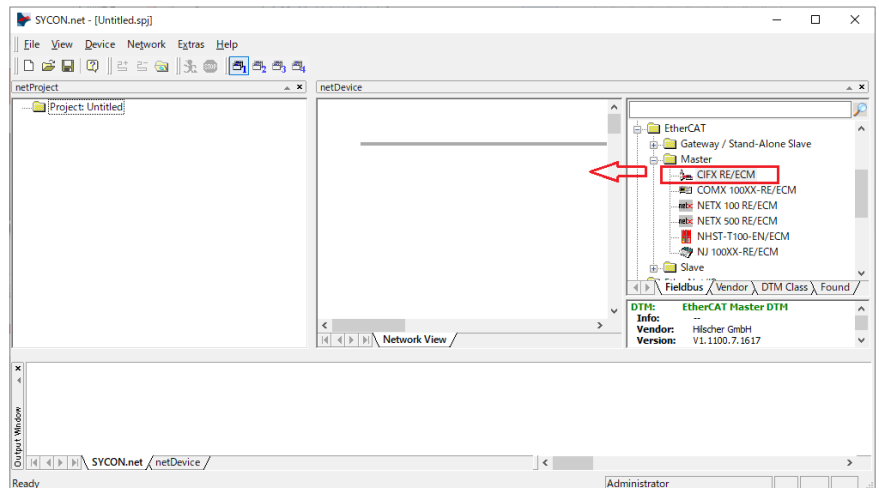 SYCON.net - [Untitled.spj]
File View Device Network Extras Help
netProject
netDevice
Project: Untitled
EtherCAT
Gateway / Stand-Alone Slave
Master
CIFX RE/ECM
COMX 100XX-RE/ECM
NETX 100 RE/ECM
NETX 500 RE/ECM
NHST-T100-EN/ECM
NJ 100XX-RE/ECM
Slave
Fieldbus Vendor DTM Class Found
DTM: EtherCAT Master DTM
Info: --
Vendor: Hilscher GmbH
Version: V1.1100.7.1617
Network View
Output Window
SYCON.net netDevice
Ready
Administrator